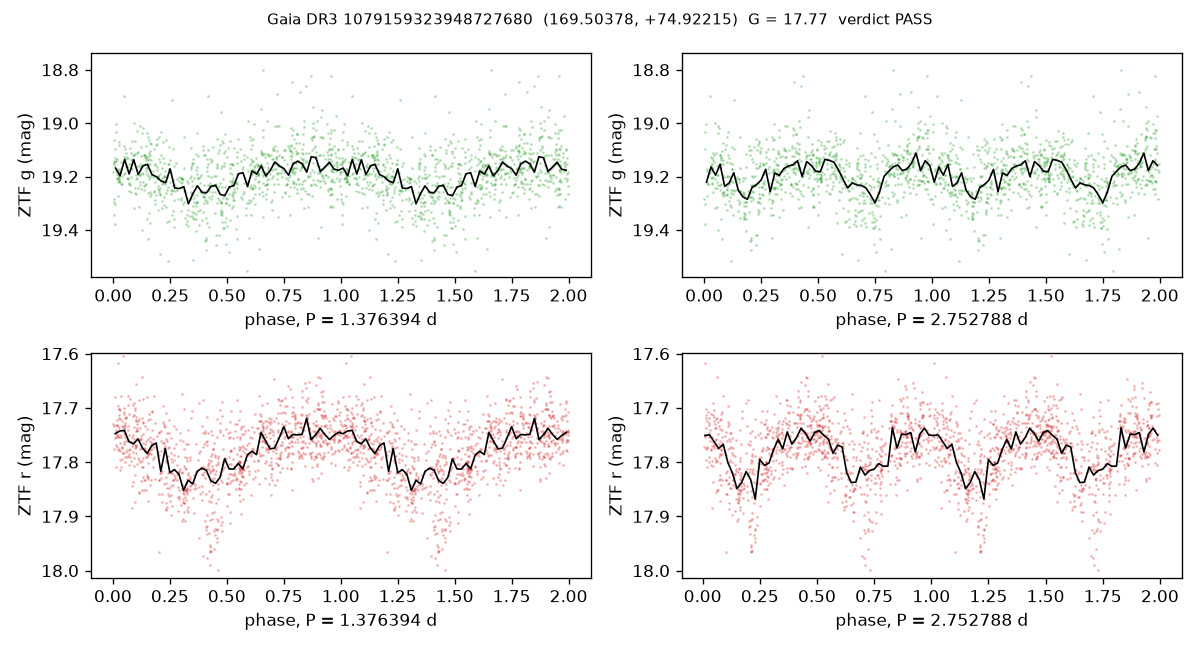 Gaia DR3 1079159323948727680  (169.50378, +74.92215)  G = 17.77  verdict PASS
ZTF g (mag)
18.8
19.0
19.2
19.4
0.00 0.25 0.50 0.75 1.00 1.25 1.50 1.75 2.00
phase, P = 1.376394 d
ZTF g (mag)
18.8
19.0
19.2
19.4
0.00 0.25 0.50 0.75 1.00 1.25 1.50 1.75 2.00
phase, P = 2.752788 d
ZTF r (mag)
17.6
17.7
17.8
17.9
18.0
0.00 0.25 0.50 0.75 1.00 1.25 1.50 1.75 2.00
phase, P = 1.376394 d
ZTF r (mag)
17.6
17.7
17.8
17.9
18.0
0.00 0.25 0.50 0.75 1.00 1.25 1.50 1.75 2.00
phase, P = 2.752788 d